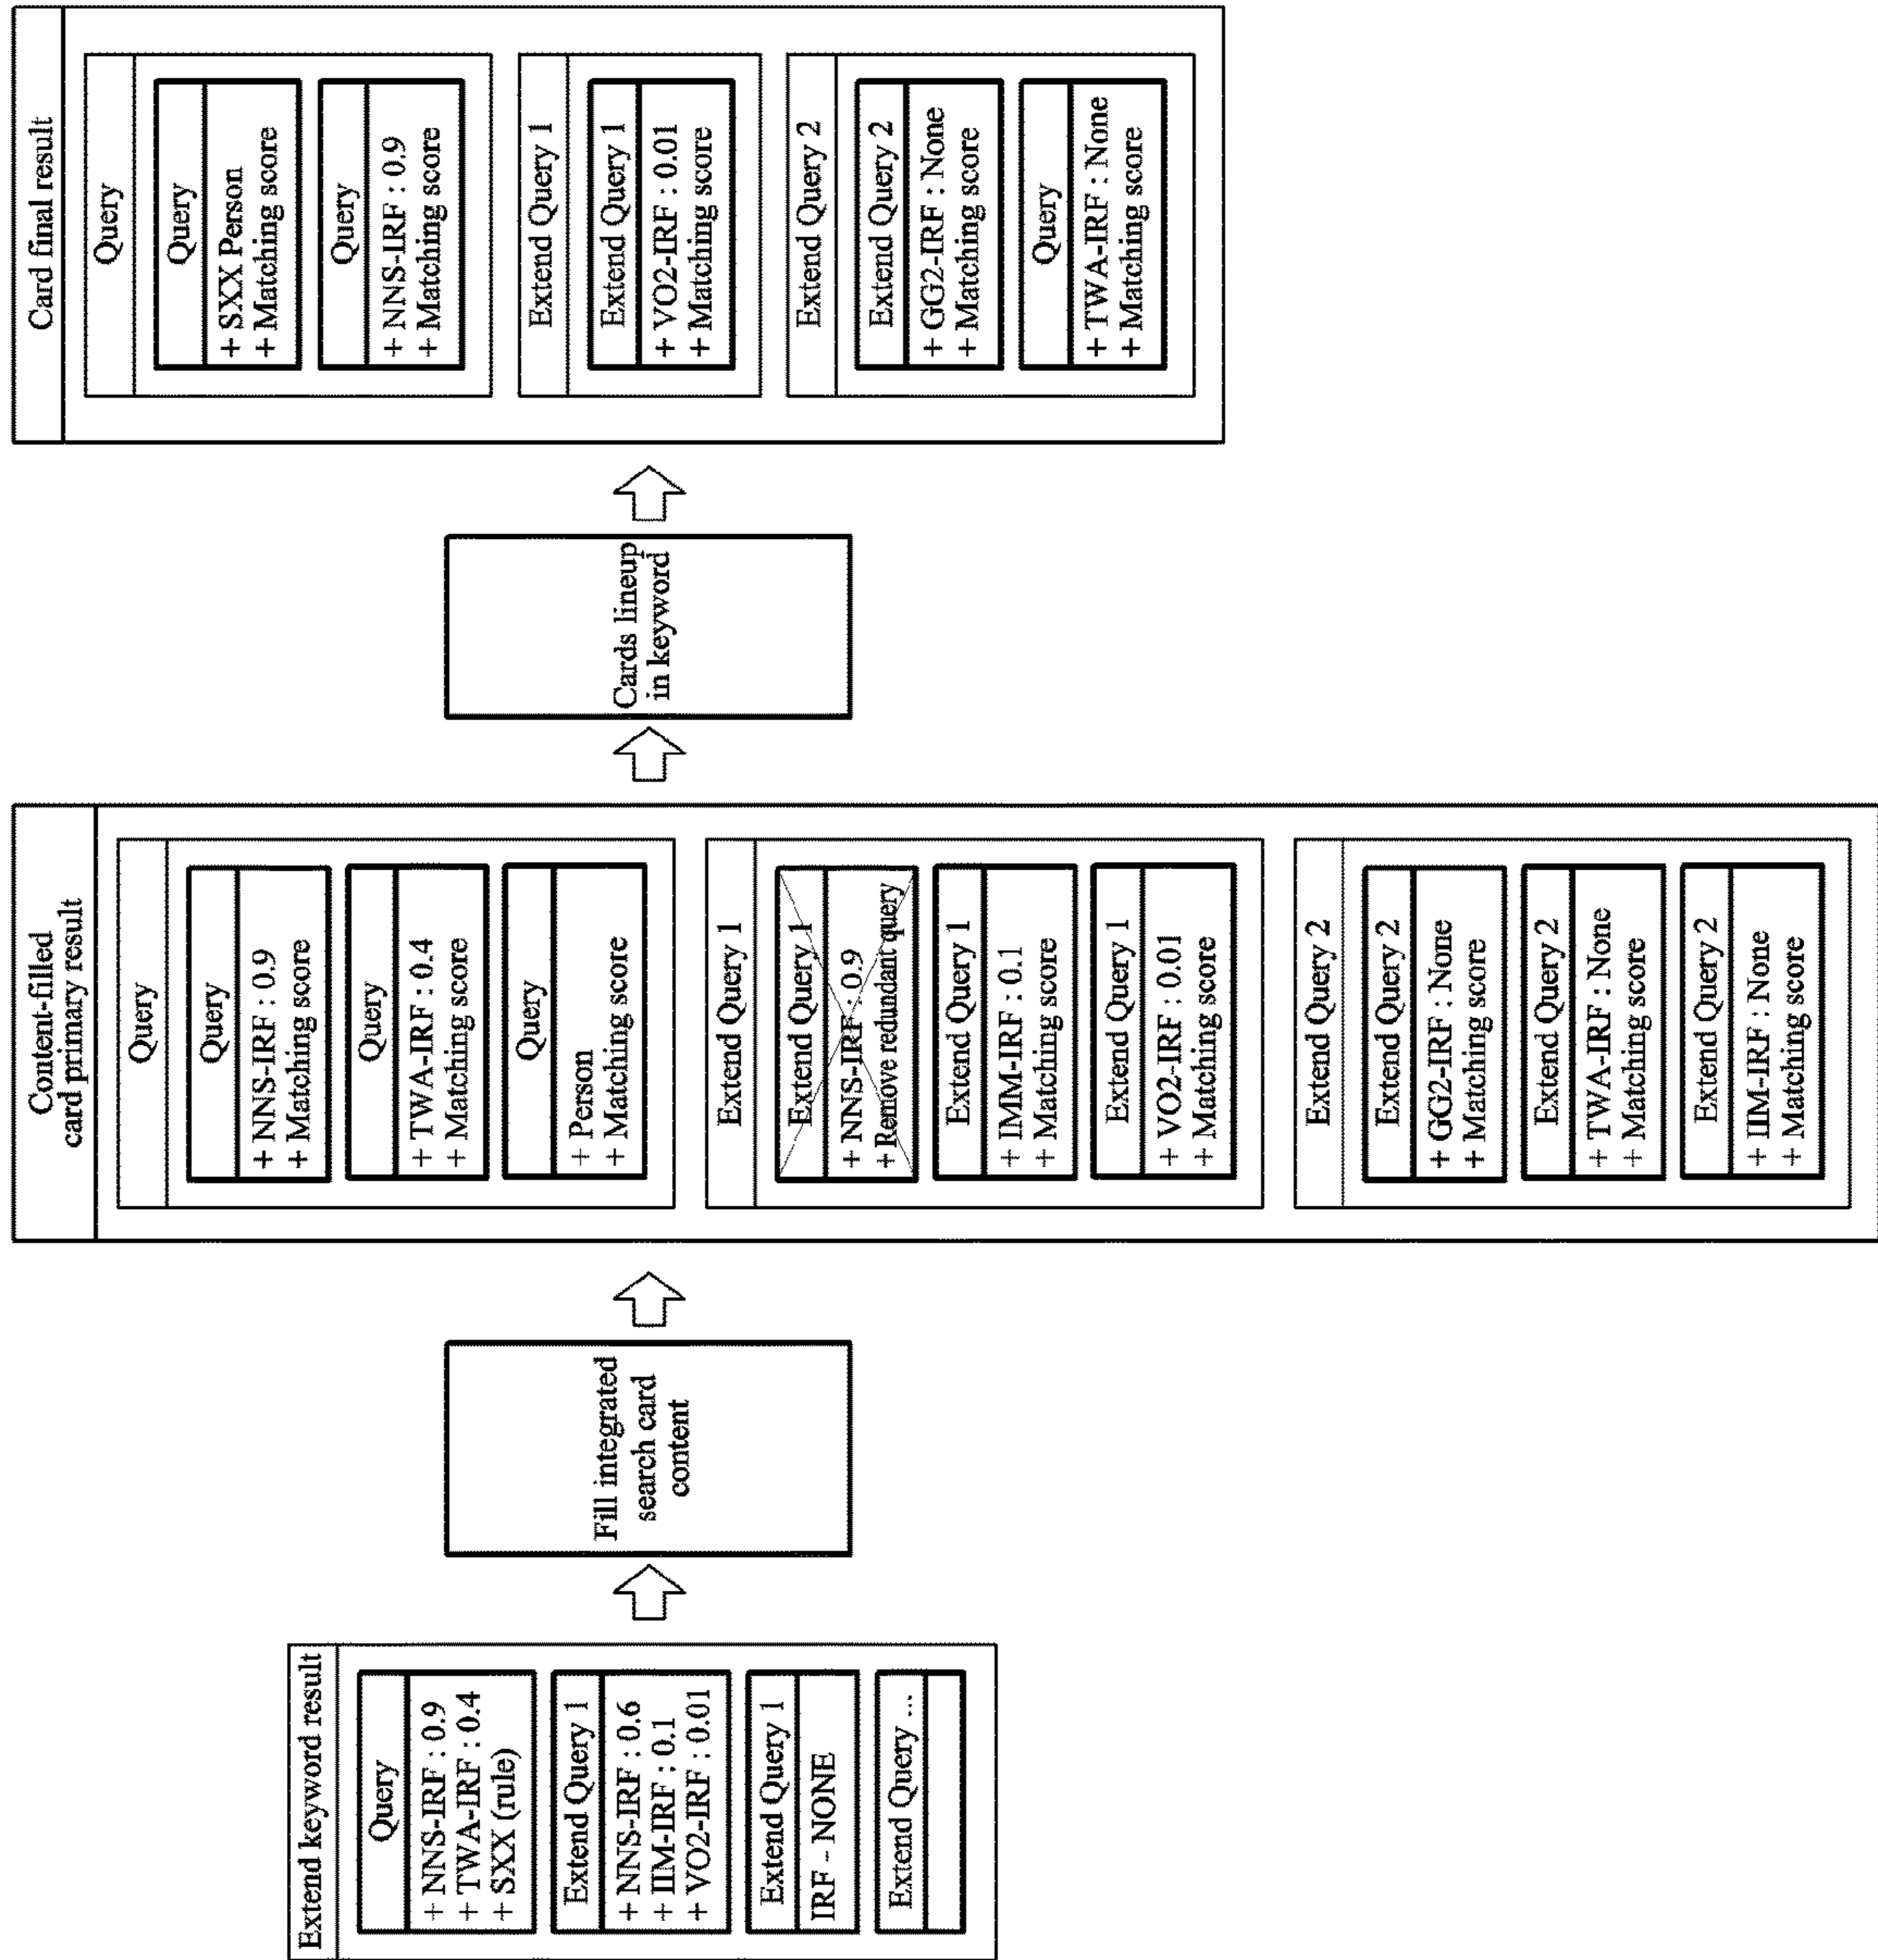 Extend keyword result
Query
+ NNS-IRF : 0.9
+ TWA-IRF : 0.4
+ SXX (rule)
Extend Query 1
+ NNS-IRF : 0.6
+ IIM-IRF : 0.1
+ VO2-IRF : 0.01
Extend Query 1
IRF - NONE
Extend Query ...
Fill integrated
search card
content
Content-filled
card primary result
Query
Query
+ NNS-IRF : 0.9
+ Matching score
Query
+ TWA-IRF : 0.4
+ Matching score
Query
+ Person
+ Matching score
Extend Query 1
Extend Query 1
+ NNS-IRF : 0.9
+ Remove redundant query
Extend Query 1
+ IMM-IRF : 0.1
+ Matching score
Extend Query 1
+ VO2-IRF : 0.01
+ Matching score
Extend Query 2
Extend Query 2
+ GG2-IRF : None
+ Matching score
Extend Query 2
+ TWA-IRF : None
+ Matching score
Extend Query 2
+ IIM-IRF : None
+ Matching score
Cards lineup
in keyword
Card final result
Query
Query
+ SXX Person
+ Matching score
Query
+ NNS-IRF : 0.9
+ Matching score
Extend Query 1
Extend Query 1
+ VO2-IRF : 0.01
+ Matching score
Extend Query 2
Extend Query 2
+ GG2-IRF : None
+ Matching score
Query
+ TWA-IRF : None
+ Matching score